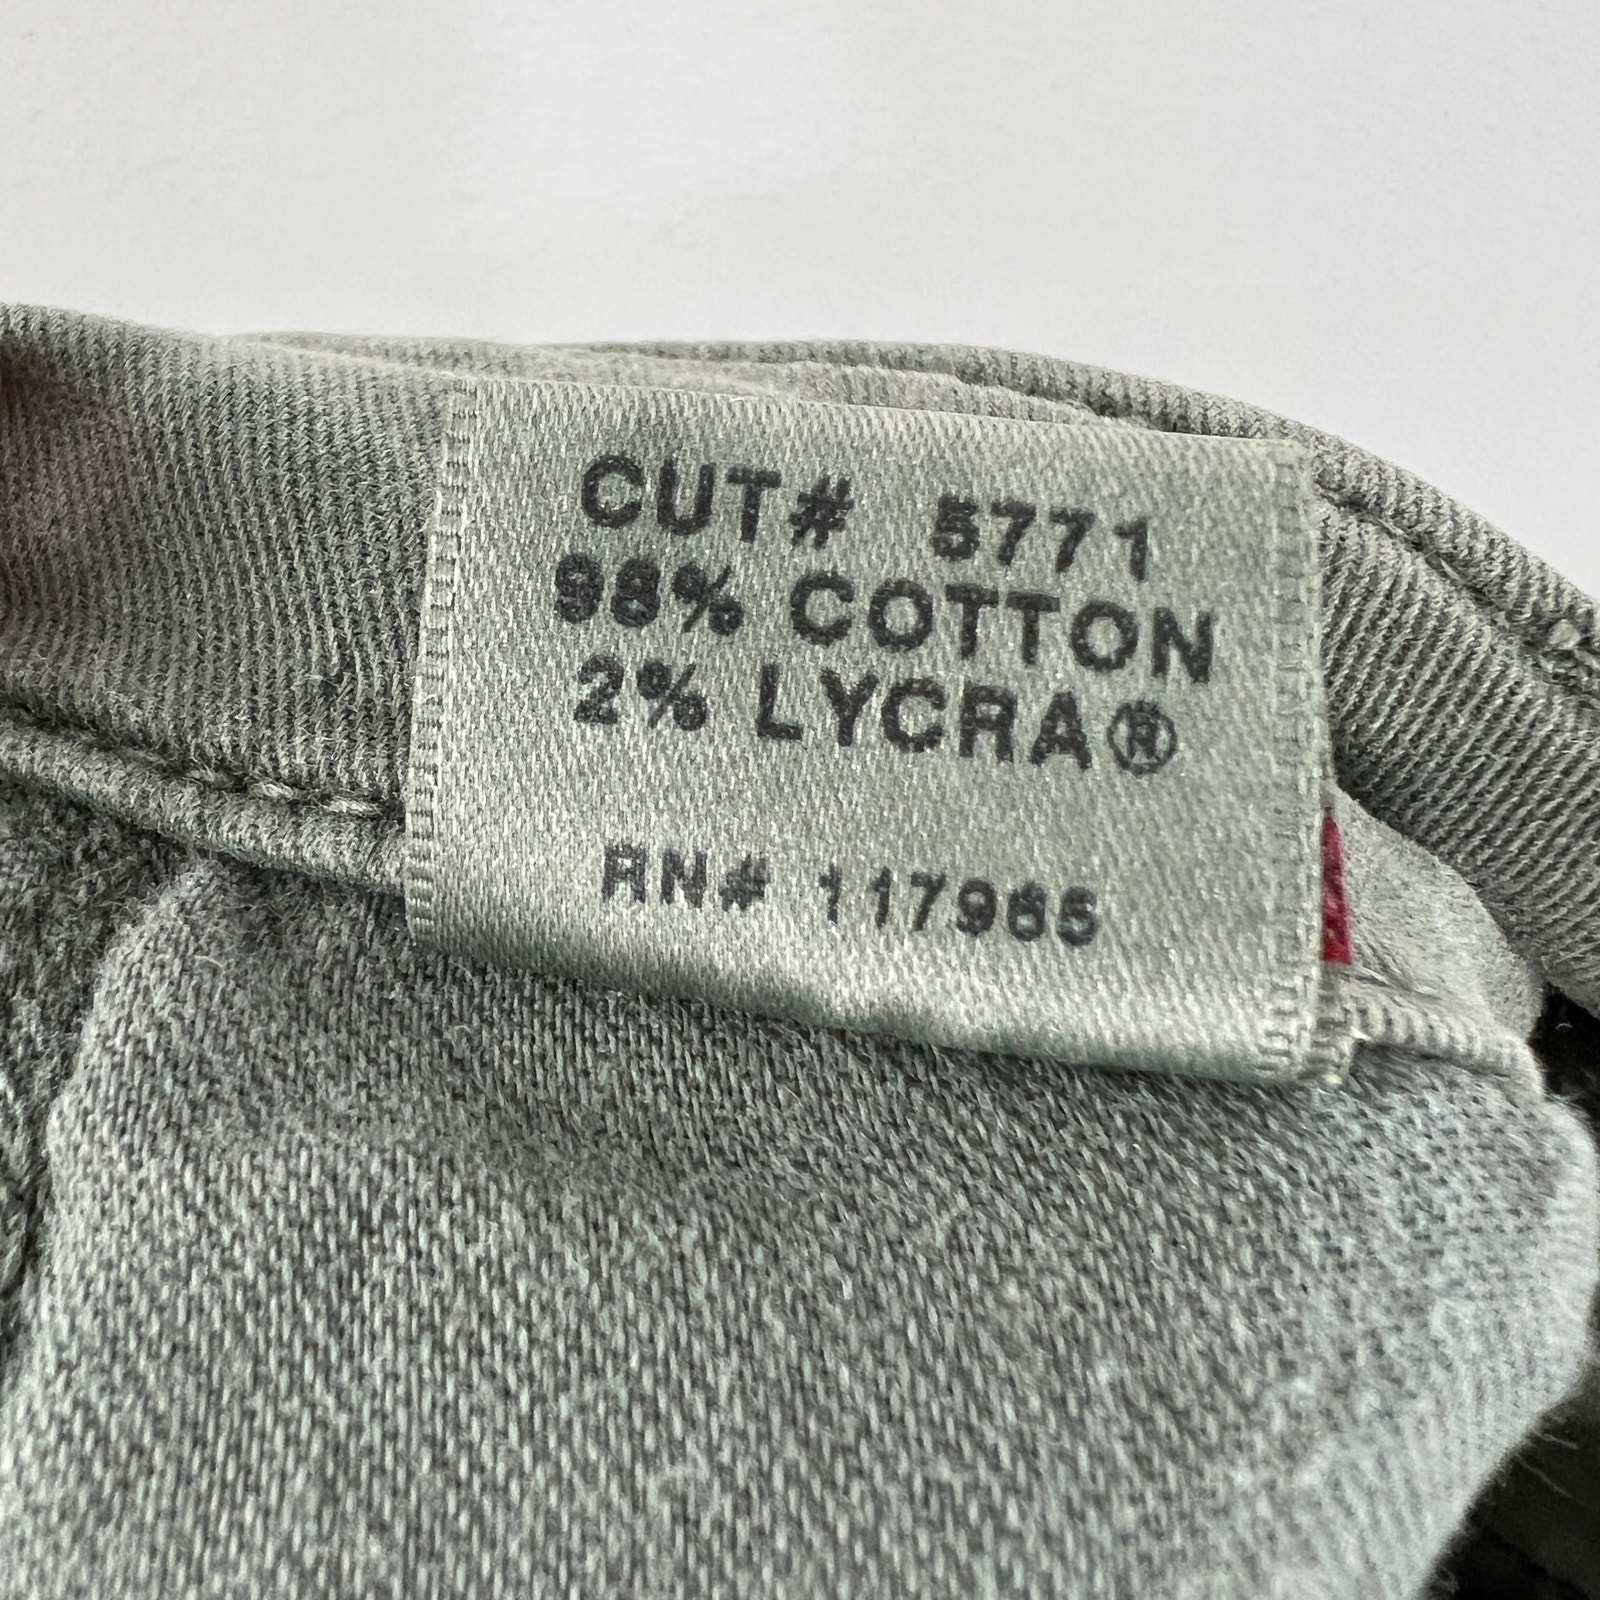 CUT# 5771
98% COTTON
2% LYCRA®
RN# 117965